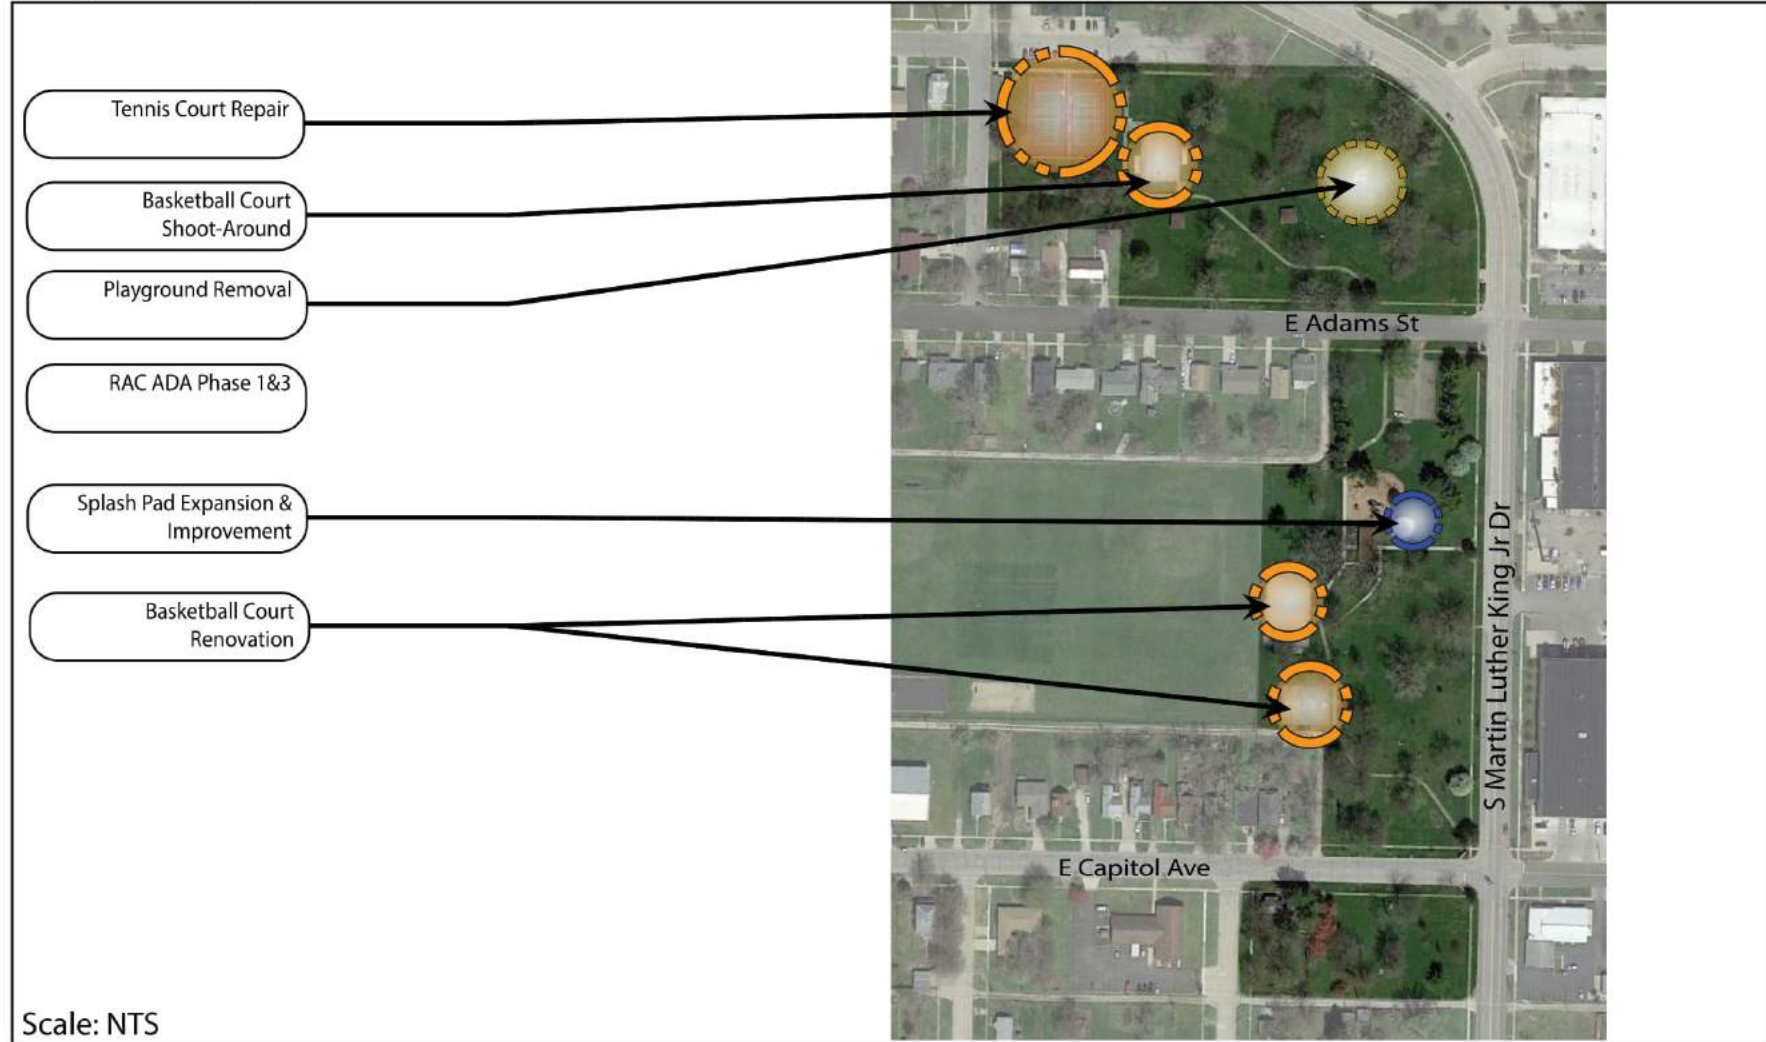 Tennis Court Repair
Basketball Court
Shoot-Around
Playground Removal
RAC ADA Phase 1&3
Splash Pad Expansion &
Improvement
Basketball Court
Renovation
E Adams St
S Martin Luther King Jr Dr
E Capitol Ave
Scale: NTS